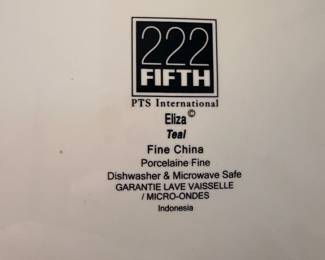 222
FIFTH
PTS International
Eliza©
Teal
Fine China
Porcelaine Fine
Dishwasher & Microwave Safe
GARANTIE LAVE VAISSELLE
/ MICRO-ONDES
Indonesia